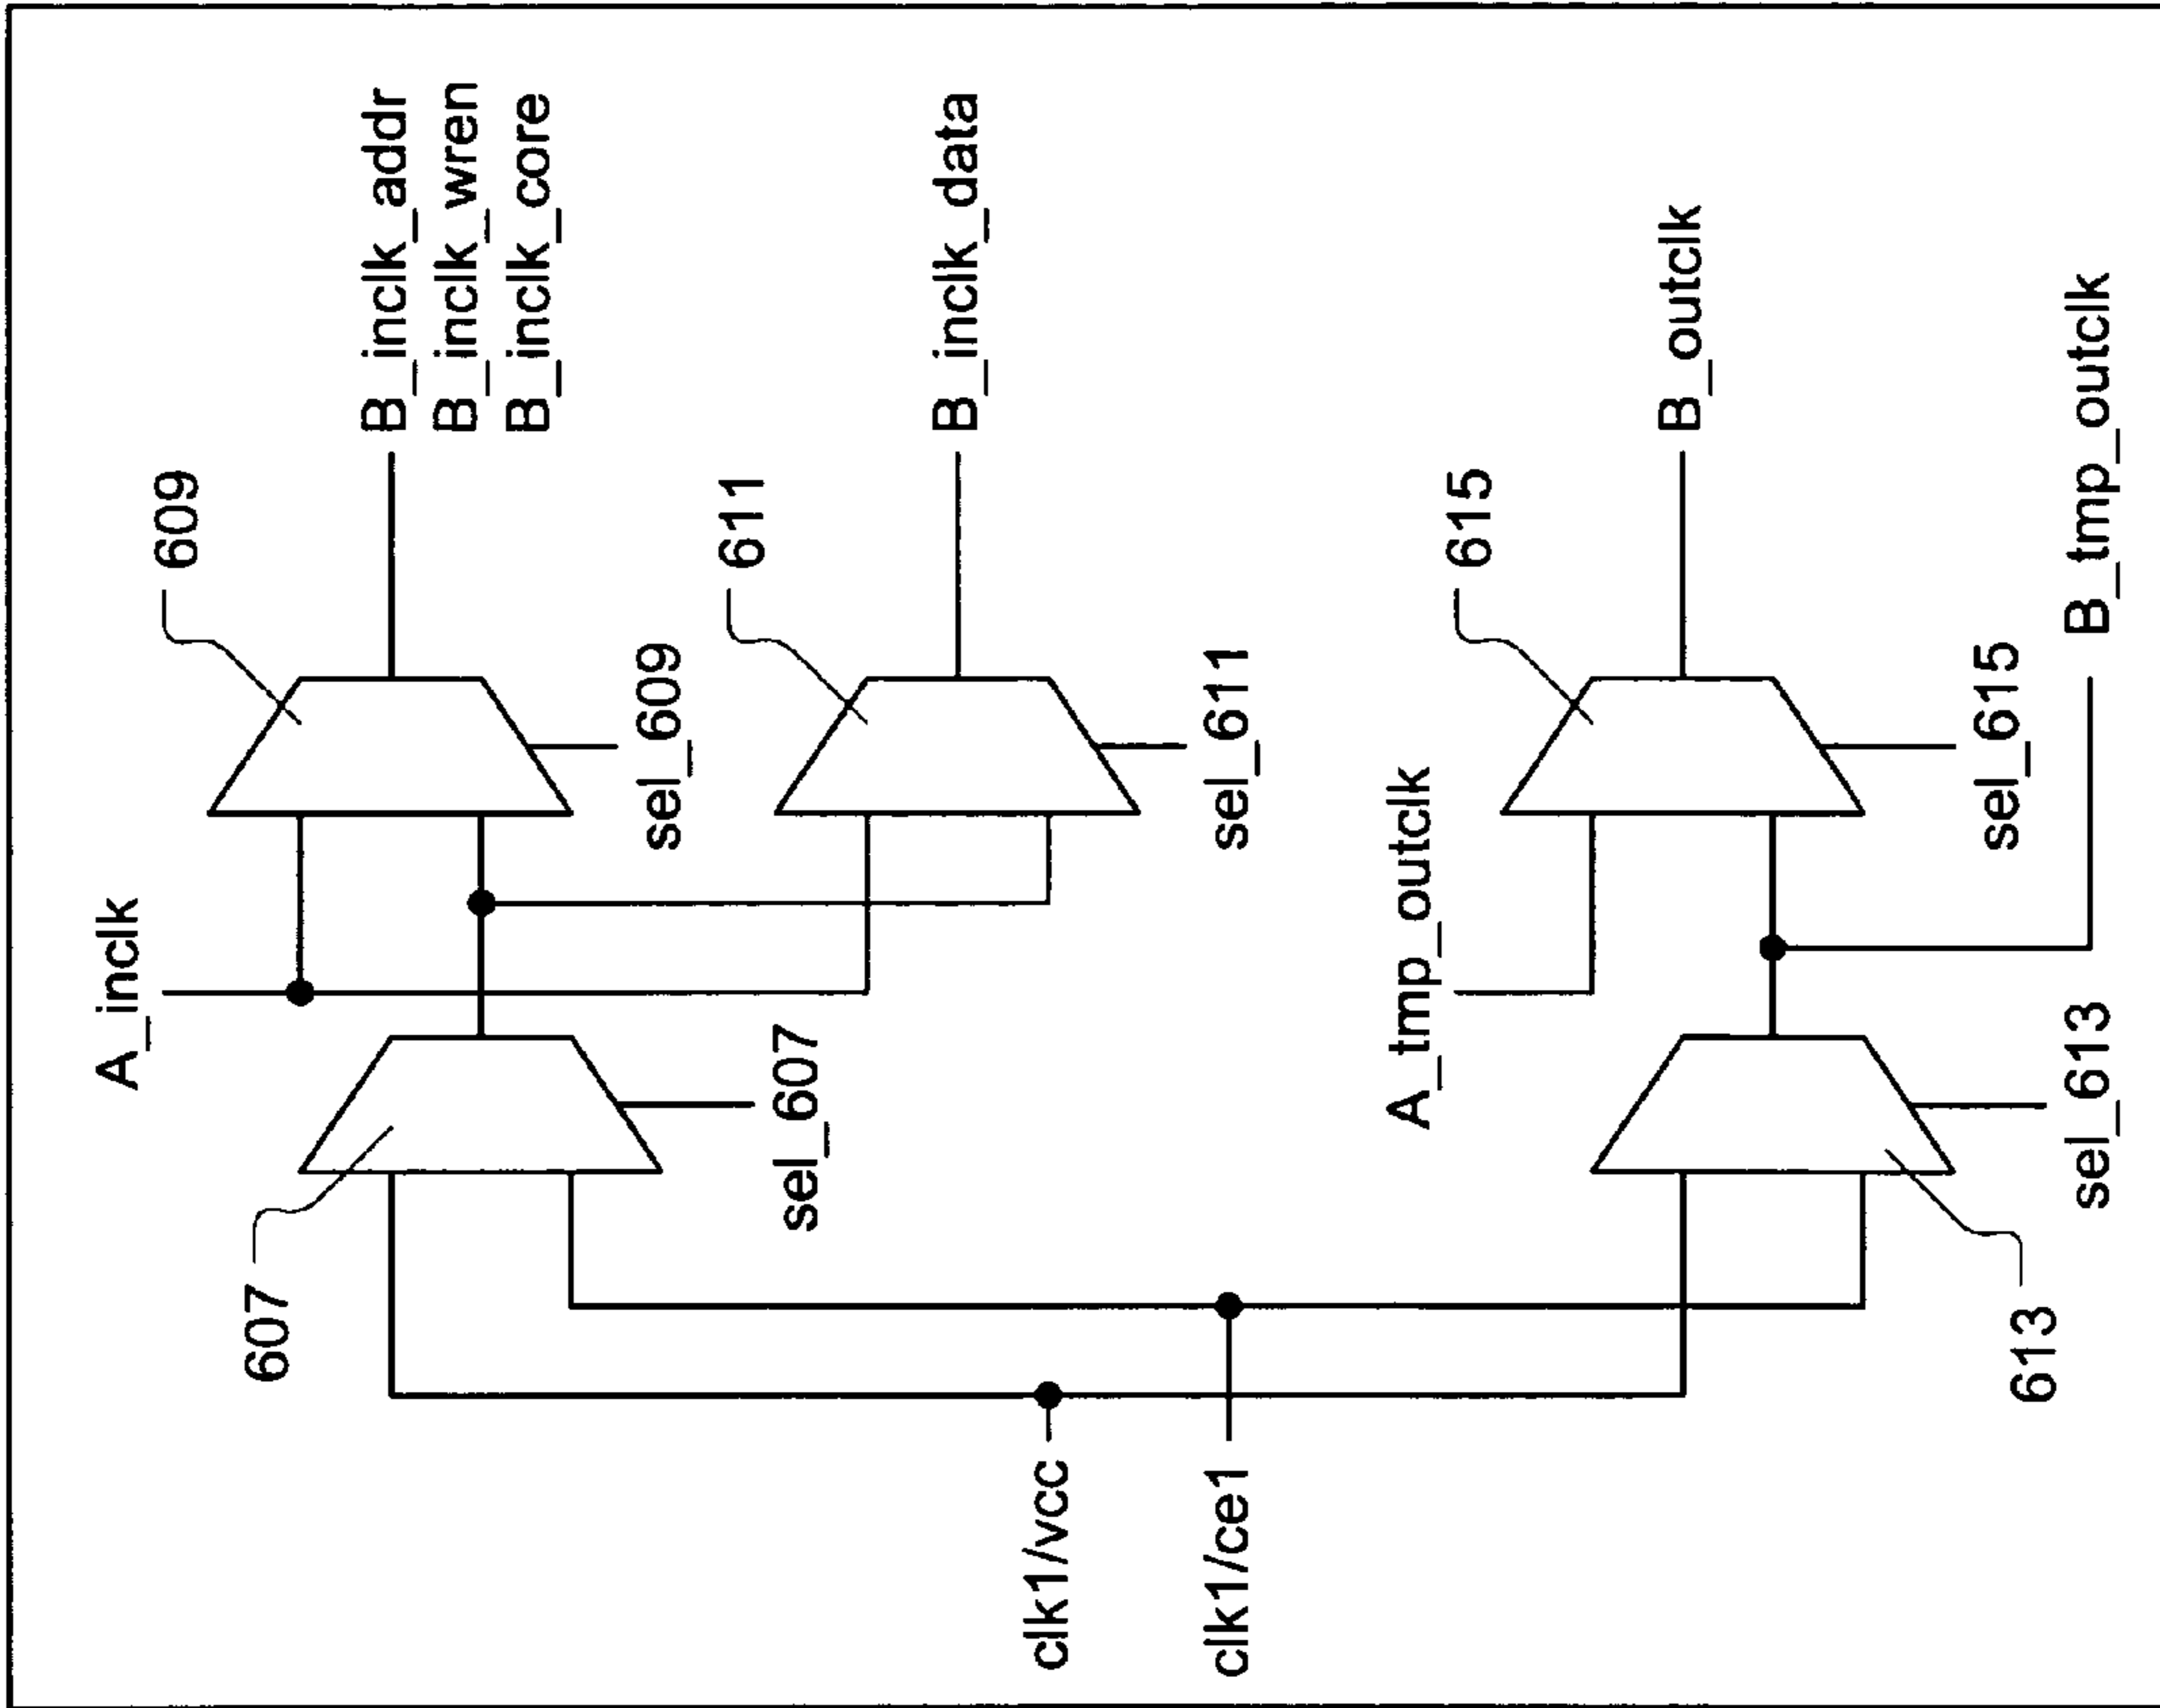 A_inclk
609
B_inclk_addr
B_inclk_wren
B_inclk_core
607
sel_609
sel_607
611
B_inclk_data
sel_611
clk1/vcc
clk1/ce1
A_tmp_outclk
615
B_outclk
sel_615
613
sel_613
B_tmp_outclk